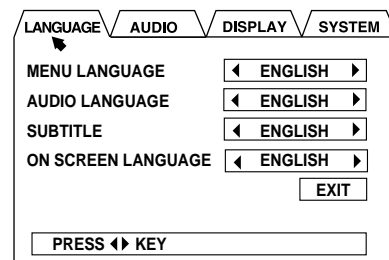 LANGUAGE AUDIO DISPLAY SYSTEM
MENU LANGUAGE ENGLISH
AUDIO LANGUAGE ENGLISH
SUBTITLE ENGLISH
ON SCREEN LANGUAGE ENGLISH
EXIT
PRESS KEY